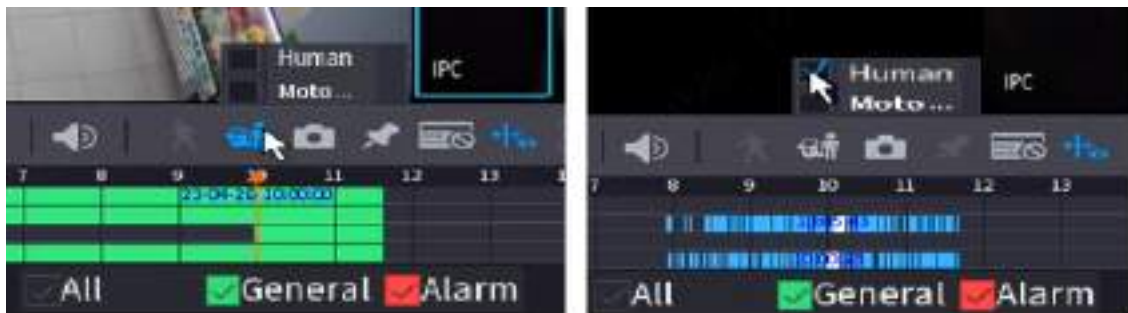 Human
Moto...
IPC
7 8 9 10 11 12 13
All General Alarm
Human
Moto...
IPC
7 8 9 10 11 12 13
All General Alarm